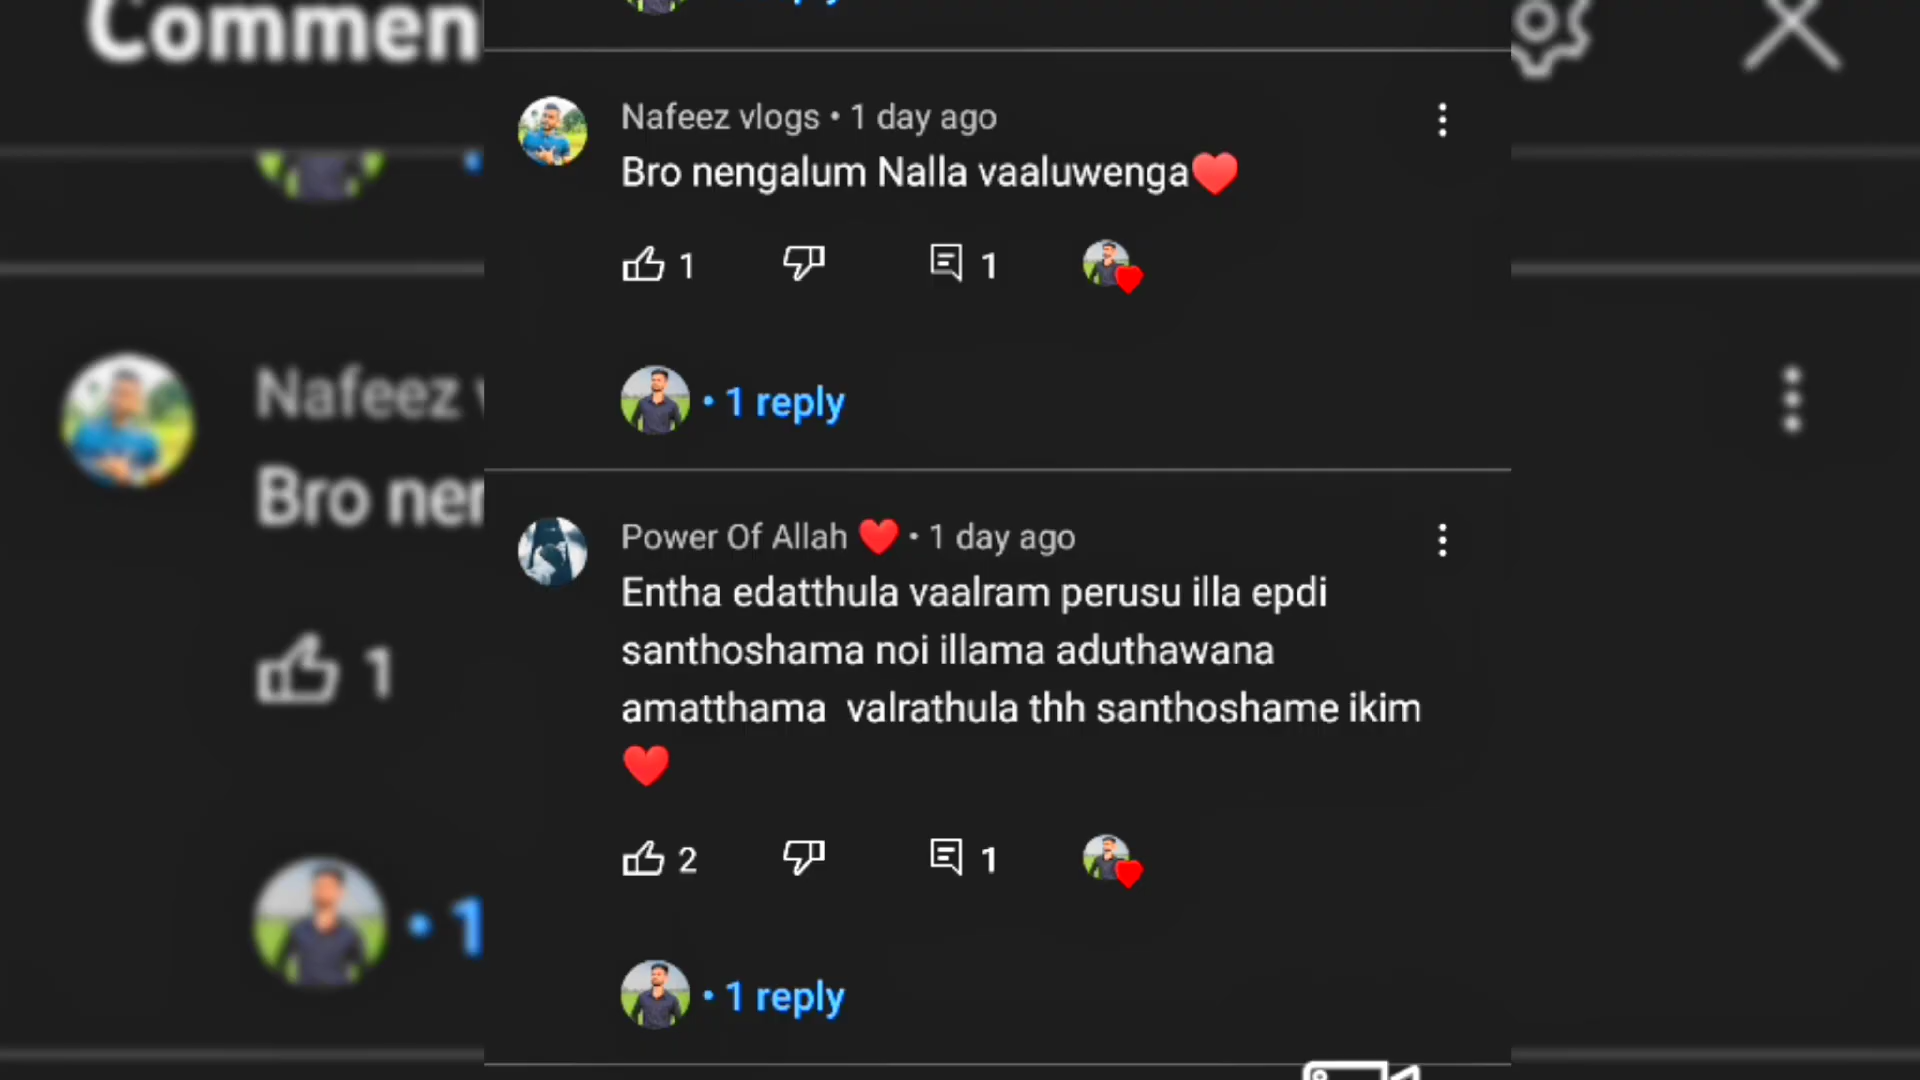 Commen
reply
Nafeez vlogs • 1 day ago
Bro nengalum Nalla vaaluwenga❤️
1 1
• 1 reply
Power Of Allah ❤️ • 1 day ago
Entha edatthula vaalram perusu illa epdi
santhoshama noi illama aduthawana
amatthama valrathula thh santhoshame ikim
❤️
2 1
• 1 reply
Nafeez
Bro nen
1
• 1